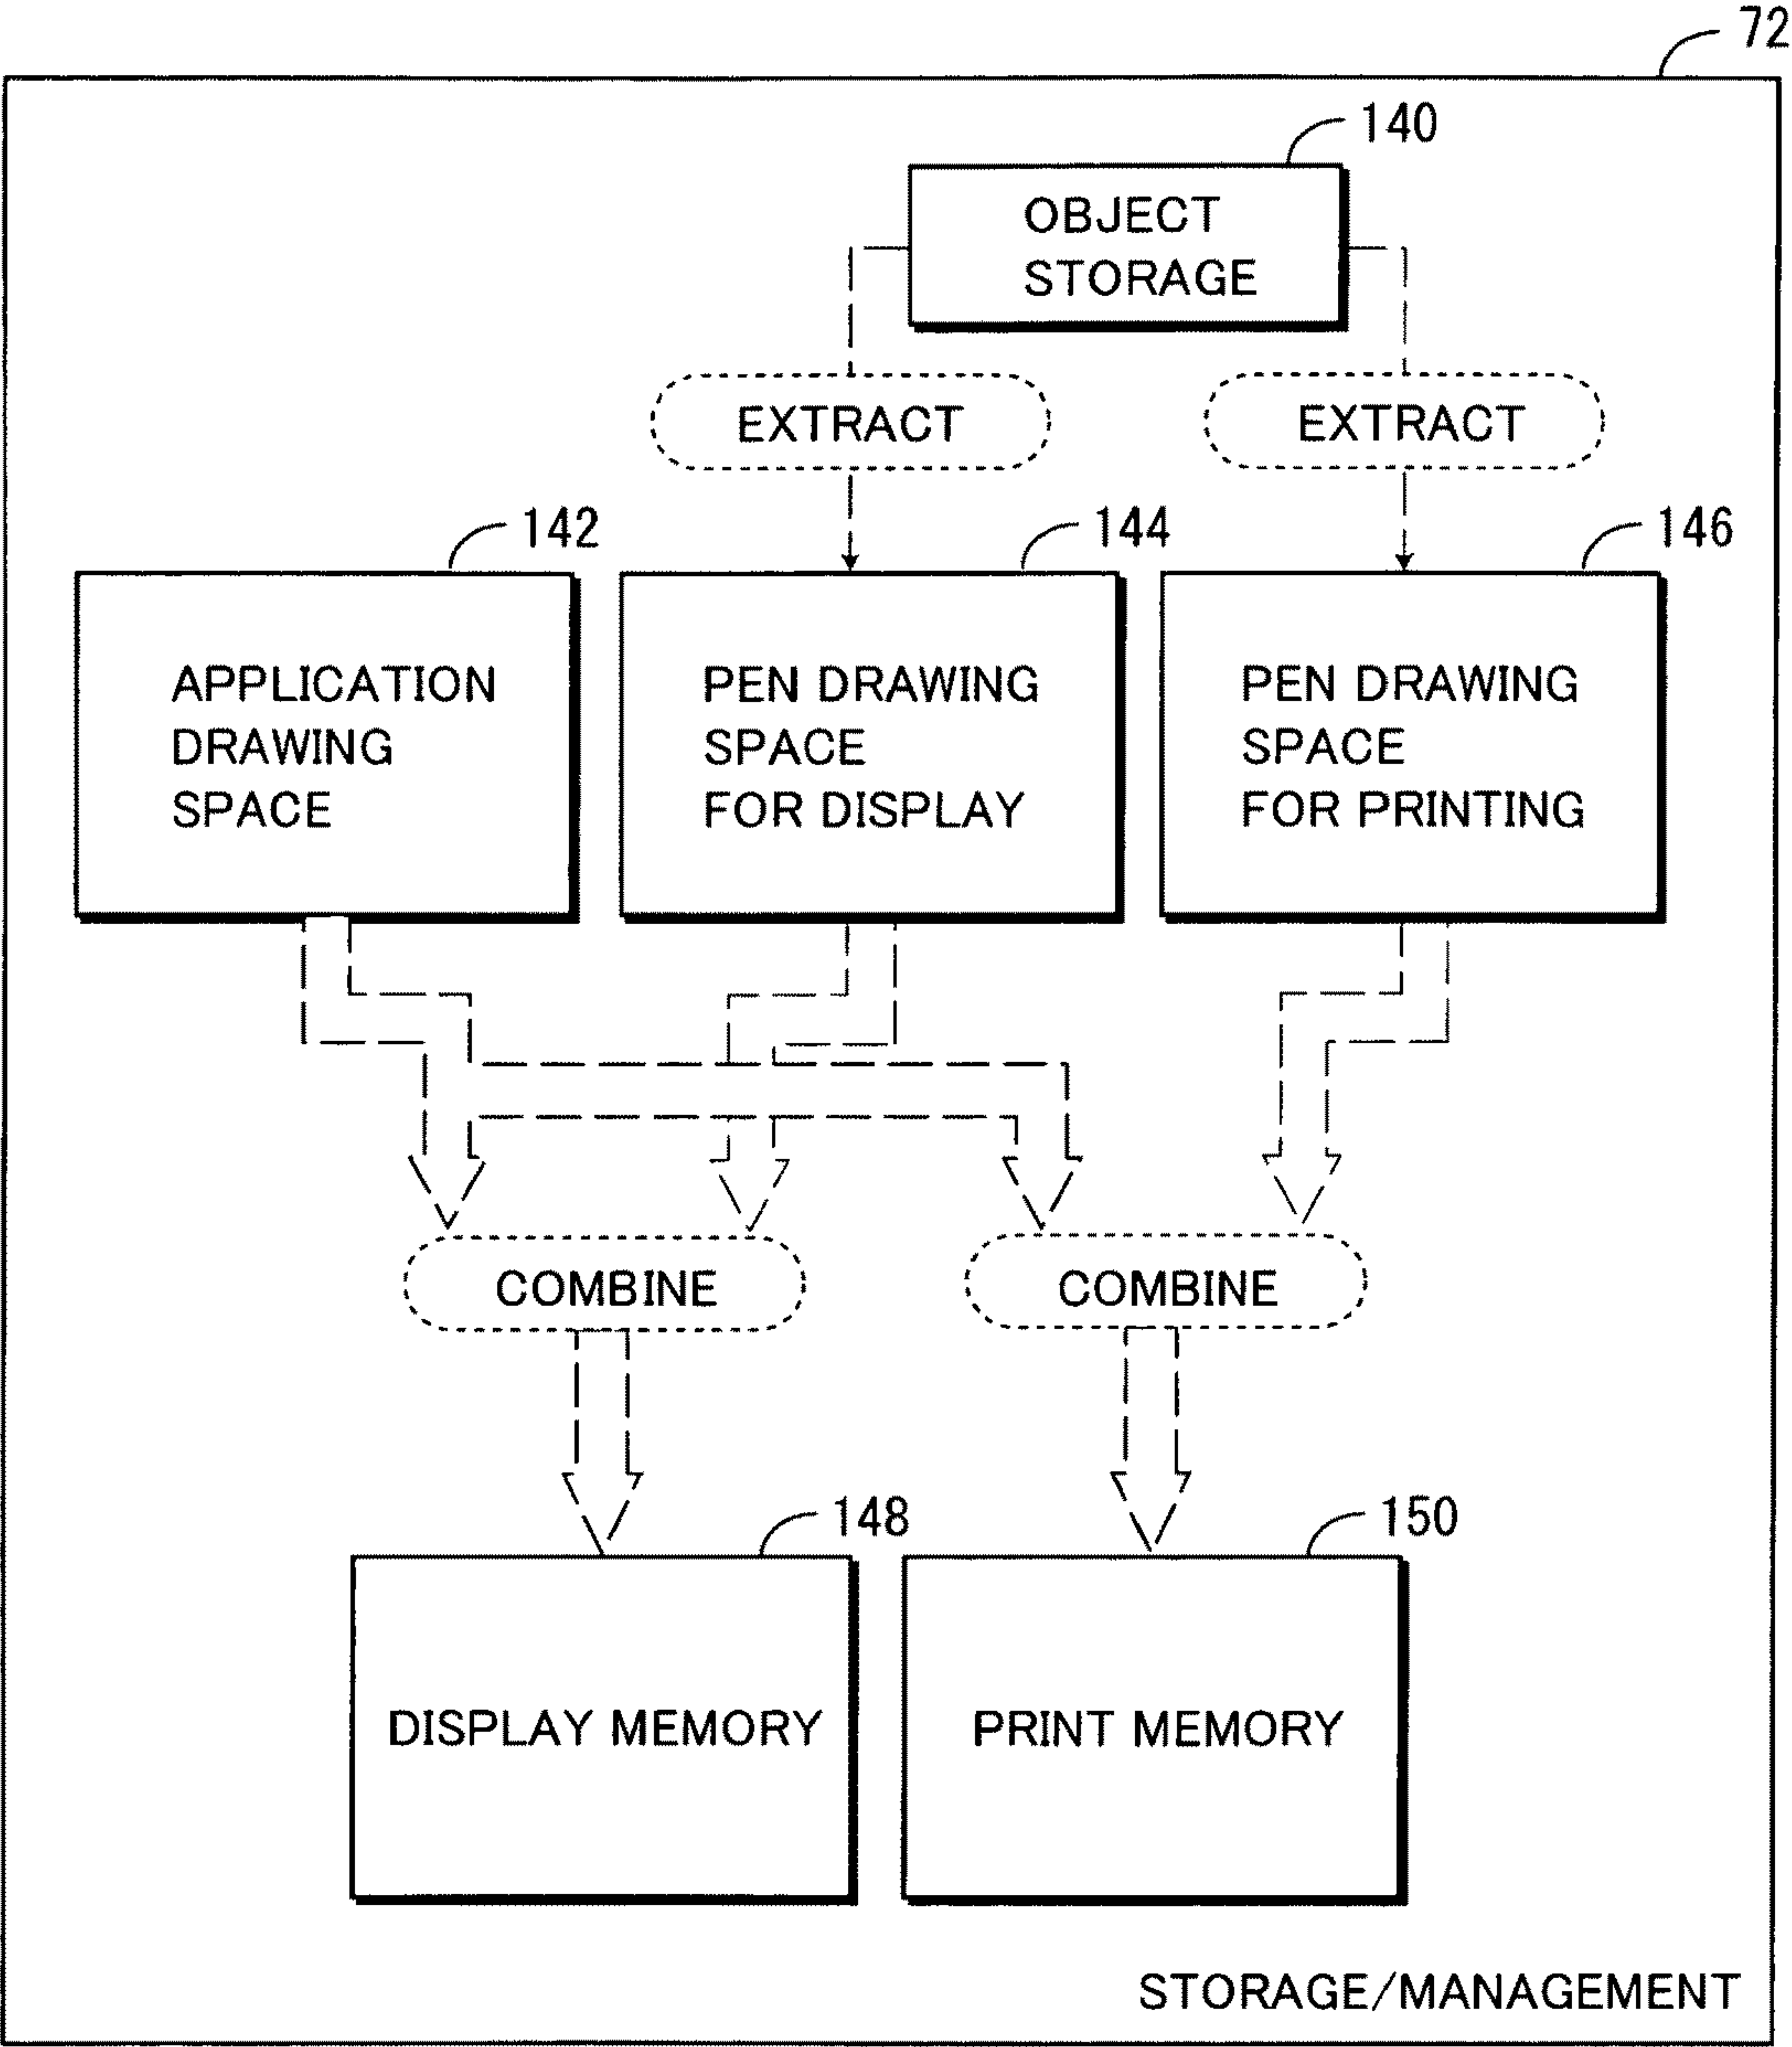 72
140
OBJECT
STORAGE
EXTRACT
EXTRACT
142
144
146
APPLICATION
DRAWING
SPACE
PEN DRAWING
SPACE
FOR DISPLAY
PEN DRAWING
SPACE
FOR PRINTING
COMBINE
COMBINE
148
150
DISPLAY MEMORY
PRINT MEMORY
STORAGE/MANAGEMENT